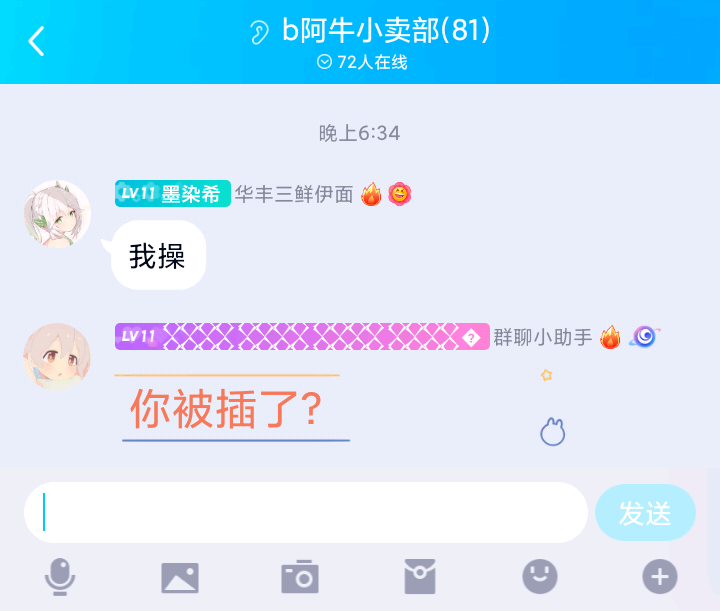 b阿牛小卖部(81)
72人在线
晚上6:34
LV11 墨染希 华丰三鲜伊面
我操
LV11 ? 群聊小助手
你被插了?
发送